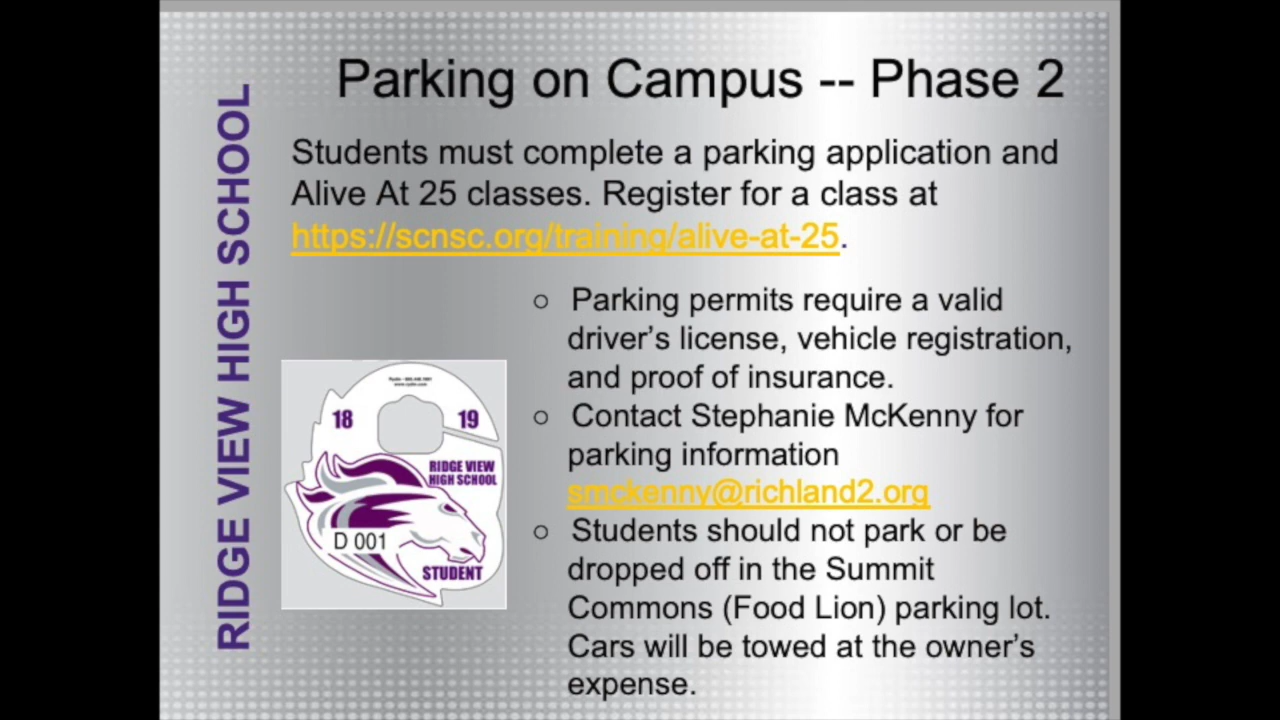 Parking on Campus -- Phase 2
RIDGE VIEW HIGH SCHOOL
Students must complete a parking application and
Alive At 25 classes. Register for a class at
https://scnsc.org/training/alive-at-25.
○ Parking permits require a valid
driver’s license, vehicle registration,
and proof of insurance.
○ Contact Stephanie McKenny for
parking information
smckenny@richland2.org
○ Students should not park or be
dropped off in the Summit
Commons (Food Lion) parking lot.
Cars will be towed at the owner’s
expense.
18 19
RIDGE VIEW
HIGH SCHOOL
D 001
STUDENT